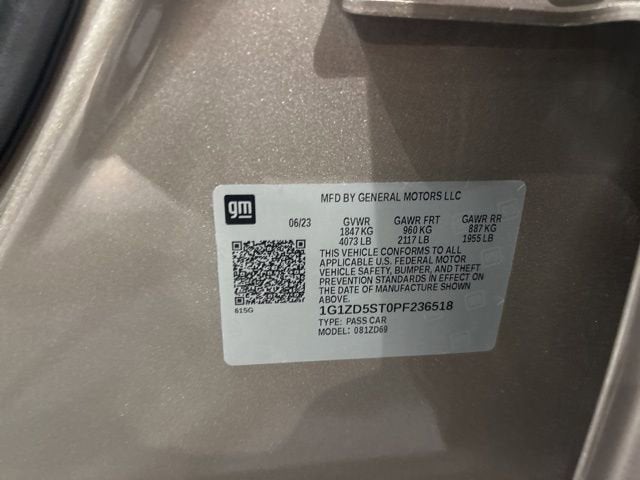 gm
MFD BY GENERAL MOTORS LLC
06/23 GVWR GAWR FRT GAWR RR
1847 KG 960 KG 887 KG
4073 LB 2117 LB 1955 LB
THIS VEHICLE CONFORMS TO ALL
APPLICABLE U.S. FEDERAL MOTOR
VEHICLE SAFETY, BUMPER, AND THEFT
PREVENTION STANDARDS IN EFFECT ON
THE DATE OF MANUFACTURE SHOWN
ABOVE.
615G
1G1ZD5ST0PF236518
TYPE: PASS CAR
MODEL: 081ZD69